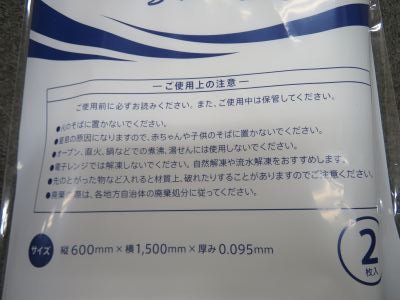 ご使用上の注意
ご使用前に必ずお読みください。また、ご使用中は保管してください。
●火のそばに置かないでください。
●窒息の原因になりますので、赤ちゃんや子供のそばに置かないでください。
●オーブン、直火、鍋などでの煮沸、湯せんには使用しないでください。
●電子レンジでは解凍しないでください。自然解凍や流水解凍をおすすめします。
●先のとがった物など入れると材質上、破れたりすることがありますのでご注意ください。
●廃棄の際は、各地方自治体の廃棄処分に従ってください。
サイズ 縦600mm×横1,500mm×厚み0.095mm
2
枚入